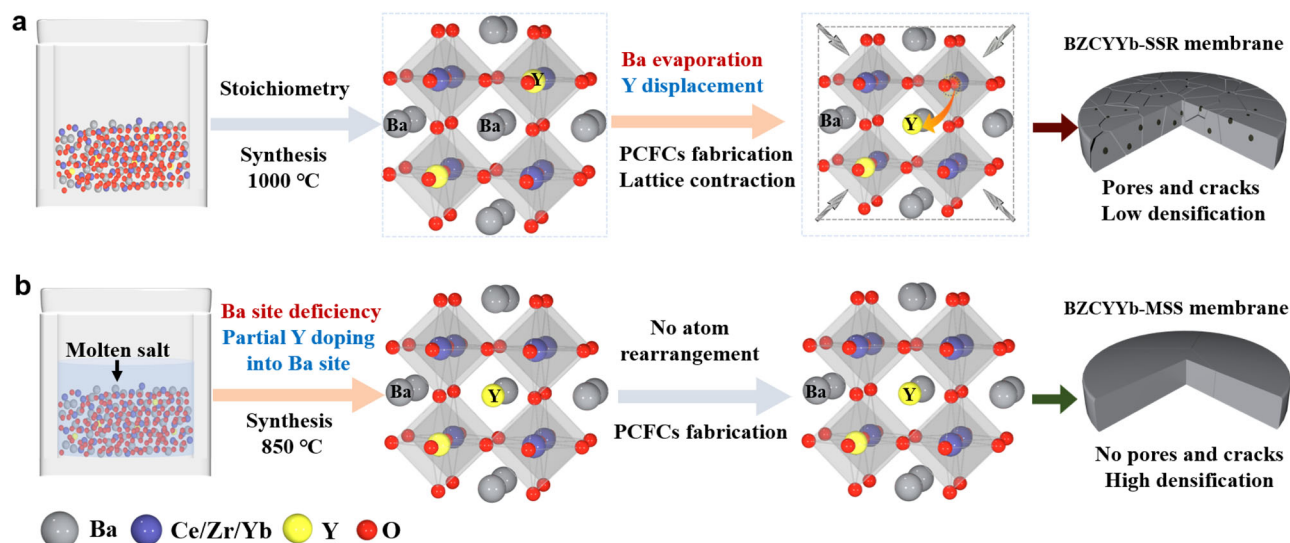 a
Stoichiometry
Synthesis
1000 °C
Y
Ba
Ba
Ba evaporation
Y displacement
PCFCs fabrication
Lattice contraction
Ba
Y
BZCYYb-SSR membrane
Pores and cracks
Low densification
b
Molten salt
Ba site deficiency
Partial Y doping
into Ba site
Synthesis
850 °C
Ba
Y
No atom
rearrangement
PCFCs fabrication
Ba
Y
BZCYYb-MSS membrane
No pores and cracks
High densification
Ba Ce/Zr/Yb Y O